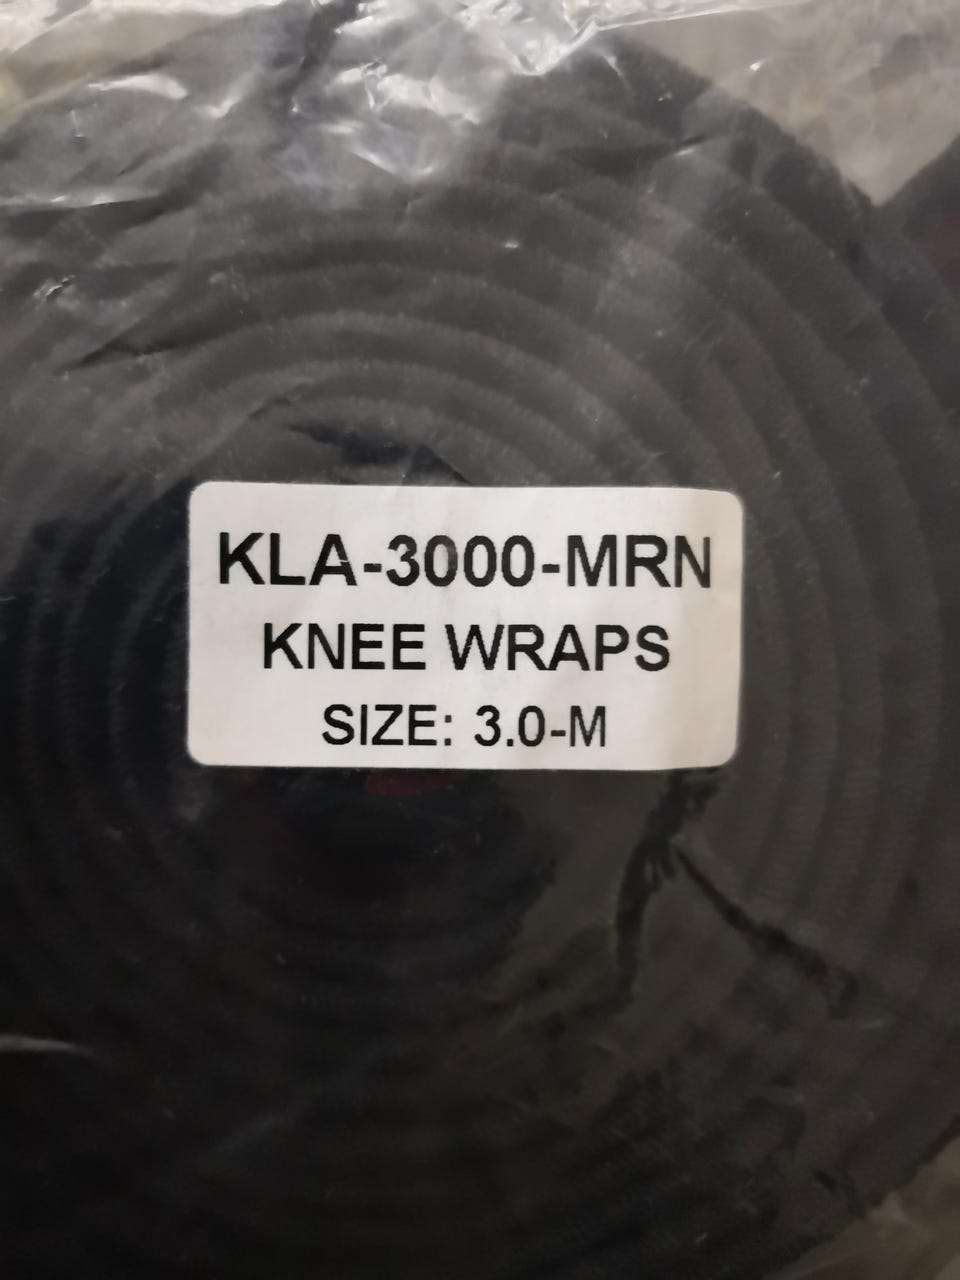 KLA-3000-MRN
KNEE WRAPS
SIZE: 3.0-M